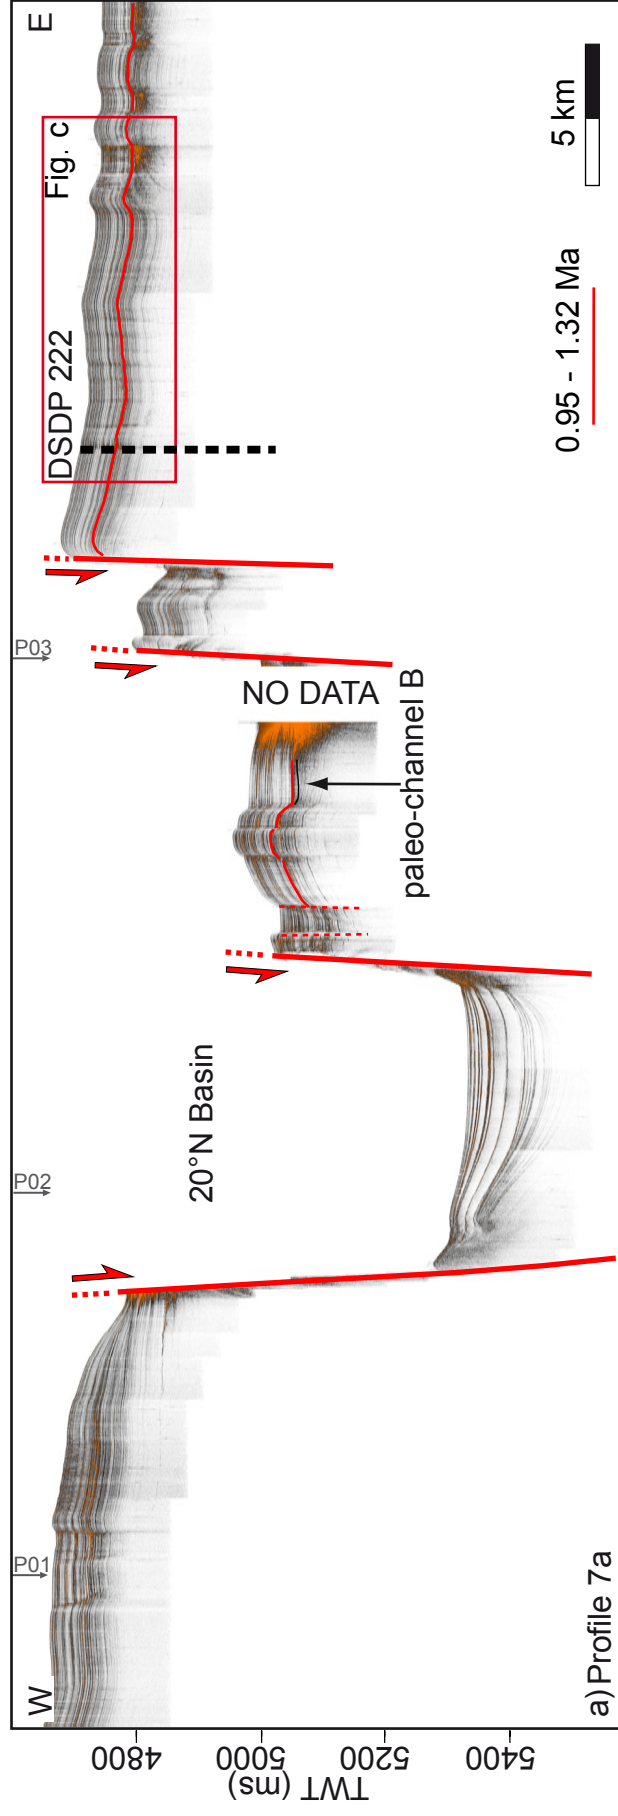 W
E
P01
P02
P03
DSDP 222
Fig. c
20°N Basin
NO DATA
paleo-channel B
4800
5000
5200
5400
TWT (ms)
0.95 - 1.32 Ma
5 km
a) Profile 7a